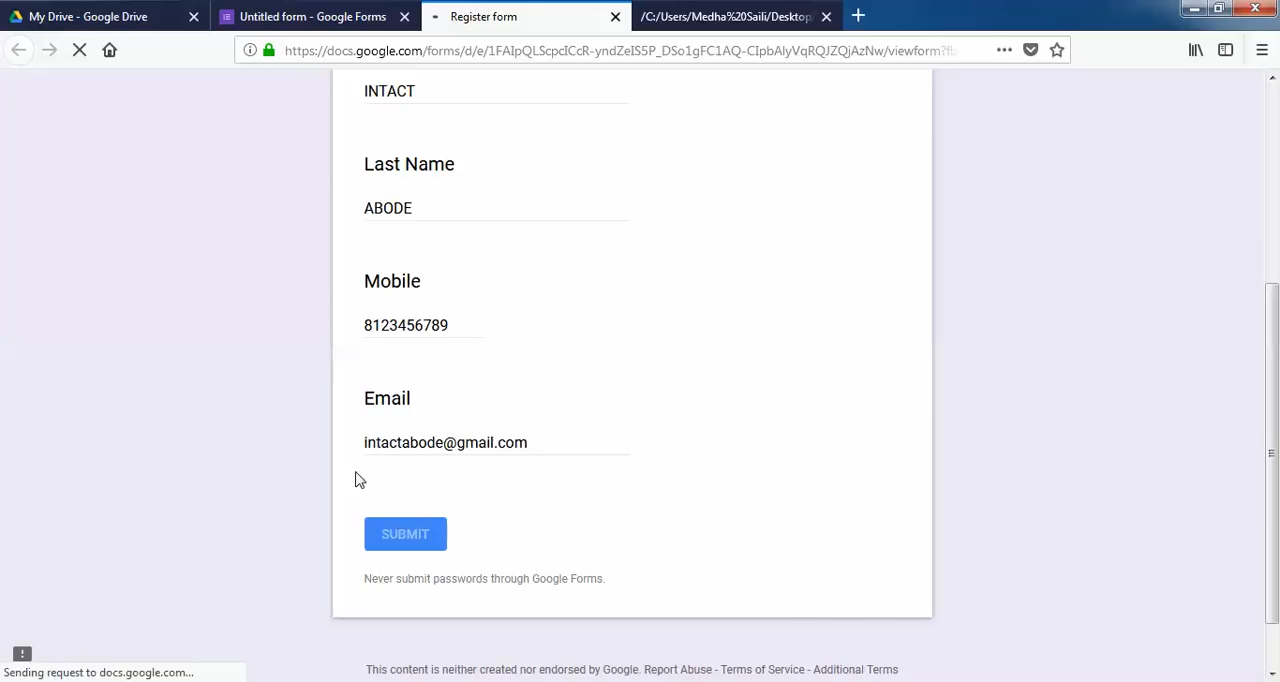 My Drive - Google Drive
Untitled form - Google Forms
Register form
/C:/Users/Medha%20Saili/Desktop/
https://docs.google.com/forms/d/e/1FAIpQLScpdICcR-yndZeIS5P_DSo1gFC1AQ-CIpbAlyVqRQJZQjAzNw/viewform?fb
INTACT
Last Name
ABODE
Mobile
8123456789
Email
intactabode@gmail.com
SUBMIT
Never submit passwords through Google Forms.
This content is neither created nor endorsed by Google. Report Abuse - Terms of Service - Additional Terms
Sending request to docs.google.com...